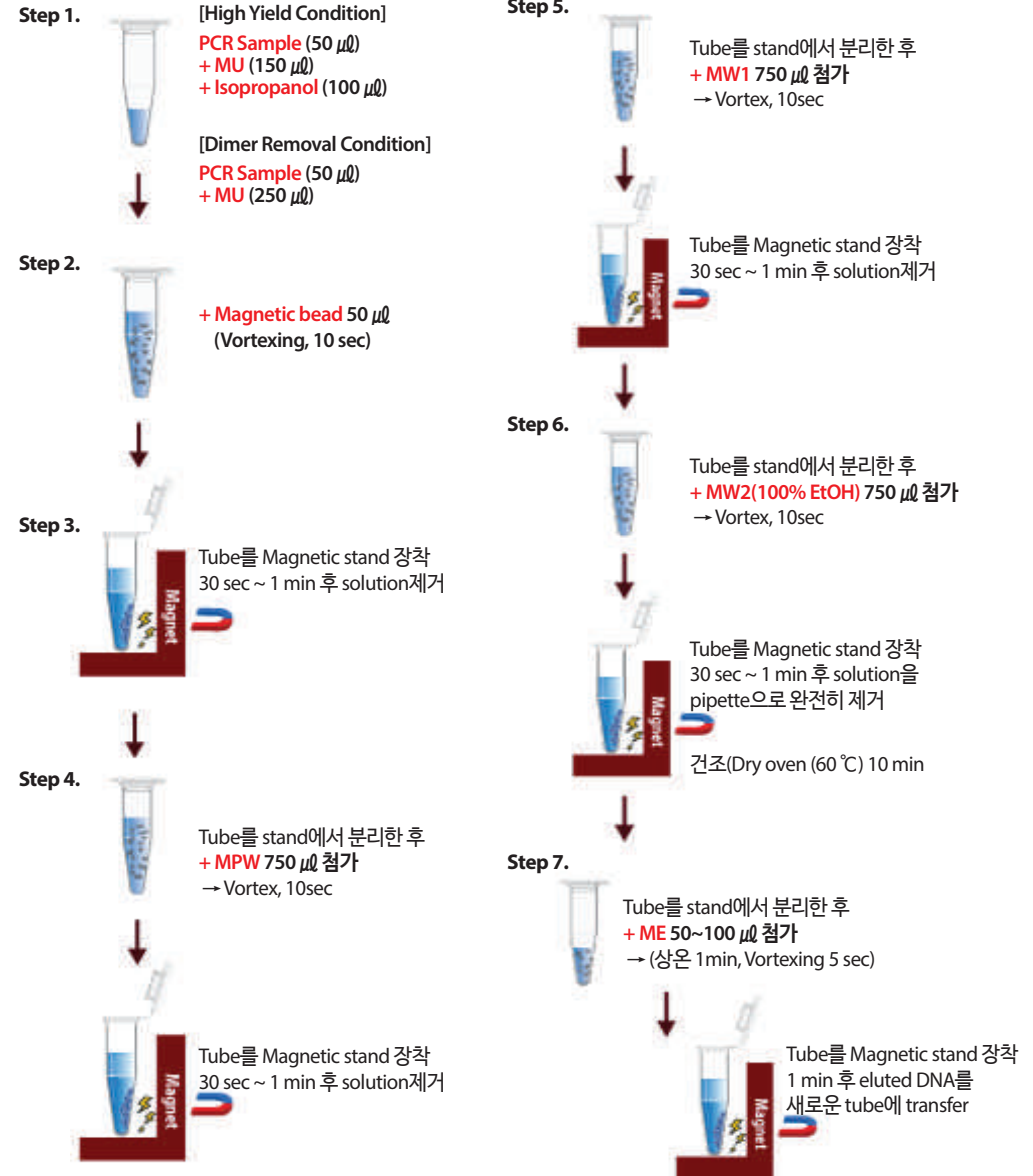 Step 1.
[High Yield Condition]
PCR Sample (50 ㎕)
+ MU (150 ㎕)
+ Isopropanol (100 ㎕)
[Dimer Removal Condition]
PCR Sample (50 ㎕)
+ MU (250 ㎕)
Step 2.
+ Magnetic bead 50 ㎕
(Vortexing, 10 sec)
Step 3.
Tube를 Magnetic stand 장착
30 sec ~ 1 min 후 solution제거
Magnet
Step 4.
Tube를 stand에서 분리한 후
+ MPW 750 ㎕ 첨가
→ Vortex, 10sec
Tube를 Magnetic stand 장착
30 sec ~ 1 min 후 solution제거
Magnet
Step 5.
Tube를 stand에서 분리한 후
+ MW1 750 ㎕ 첨가
→ Vortex, 10sec
Tube를 Magnetic stand 장착
30 sec ~ 1 min 후 solution제거
Magnet
Step 6.
Tube를 stand에서 분리한 후
+ MW2(100% EtOH) 750 ㎕ 첨가
→ Vortex, 10sec
Tube를 Magnetic stand 장착
30 sec ~ 1 min 후 solution을
pipette으로 완전히 제거
Magnet
건조(Dry oven (60 ℃) 10 min
Step 7.
Tube를 stand에서 분리한 후
+ ME 50~100 ㎕ 첨가
→ (상온 1min, Vortexing 5 sec)
Tube를 Magnetic stand 장착
1 min 후 eluted DNA를
새로운 tube에 transfer
Magnet